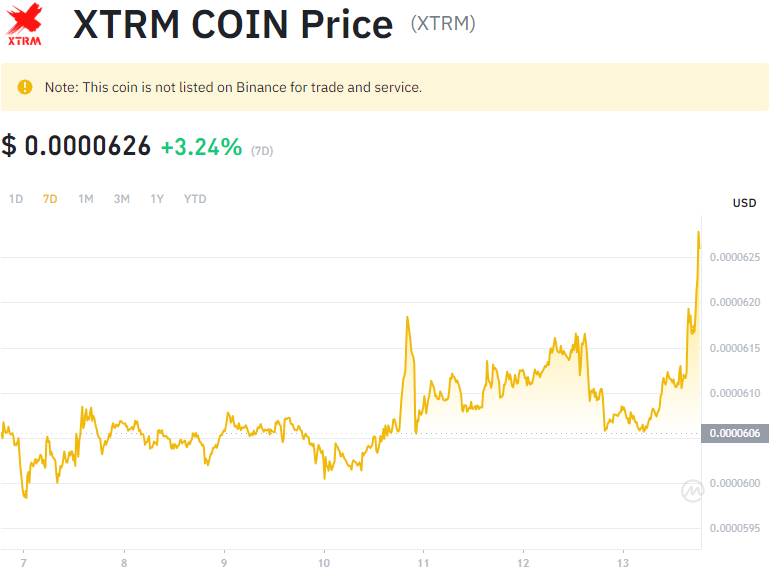 XTRM
XTRM COIN Price (XTRM)
Note: This coin is not listed on Binance for trade and service.
$ 0.0000626 +3.24% (7D)
1D 7D 1M 3M 1Y YTD
USD
0.0000625
0.0000620
0.0000615
0.0000610
0.0000606
0.0000600
0.0000595
7 8 9 10 11 12 13